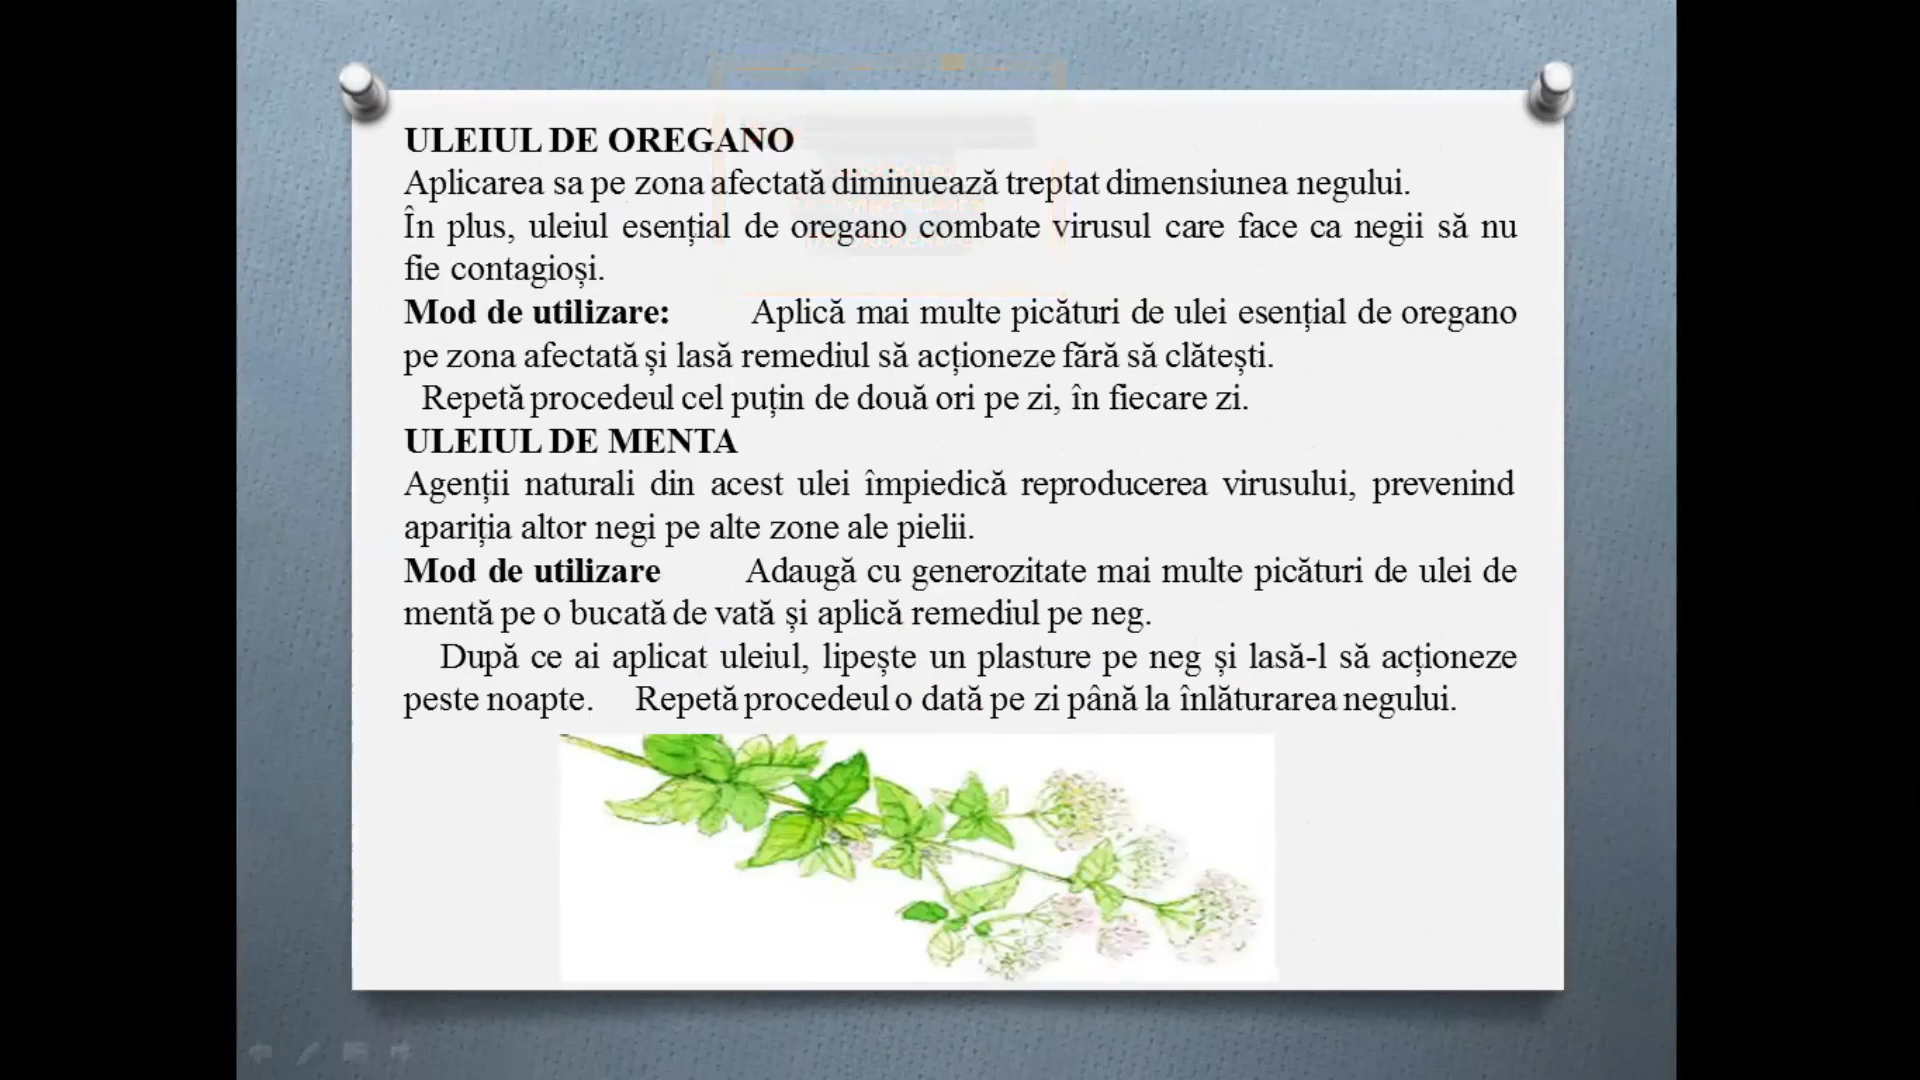 ULEIUL DE OREGANO
Aplicarea sa pe zona afectată diminuează treptat dimensiunea negului.
În plus, uleiul esențial de oregano combate virusul care face ca negii să nu
fie contagioși.
Mod de utilizare: Aplică mai multe picături de ulei esențial de oregano
pe zona afectată și lasă remediul să acționeze fără să clătești.
Repetă procedeul cel puțin de două ori pe zi, în fiecare zi.
ULEIUL DE MENTA
Agenții naturali din acest ulei împiedică reproducerea virusului, prevenind
apariția altor negi pe alte zone ale pielii.
Mod de utilizare Adaugă cu generozitate mai multe picături de ulei de
mentă pe o bucată de vată și aplică remediul pe neg.
După ce ai aplicat uleiul, lipește un plasture pe neg și lasă-l să acționeze
peste noapte. Repetă procedeul o dată pe zi până la înlăturarea negului.